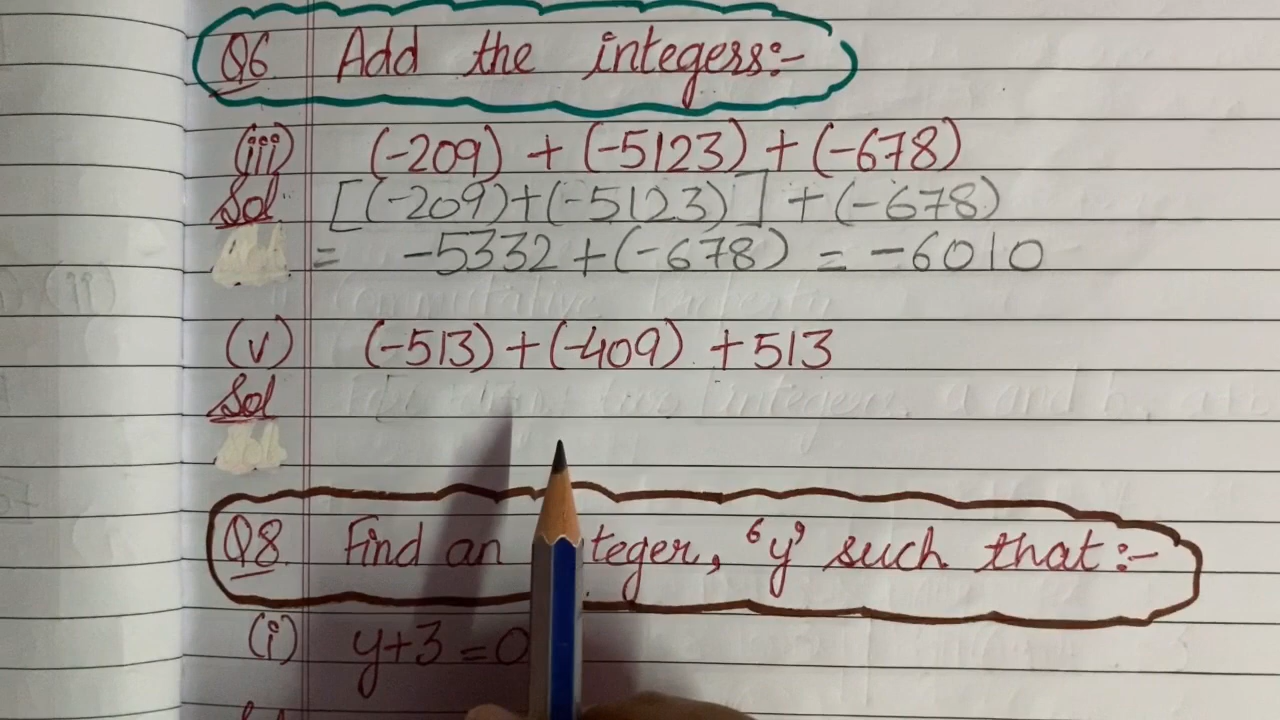 Q6 Add the integers:-
(iii) (-209) + (-5123) + (-678)
Sol [(-209)+(-5123)] + (-678)
= -5332 + (-678) = -6010
(v) (-513) + (-409) + 513
Sol
Q8 Find an teger, 'y' such that:-
(i) y+3 = 0